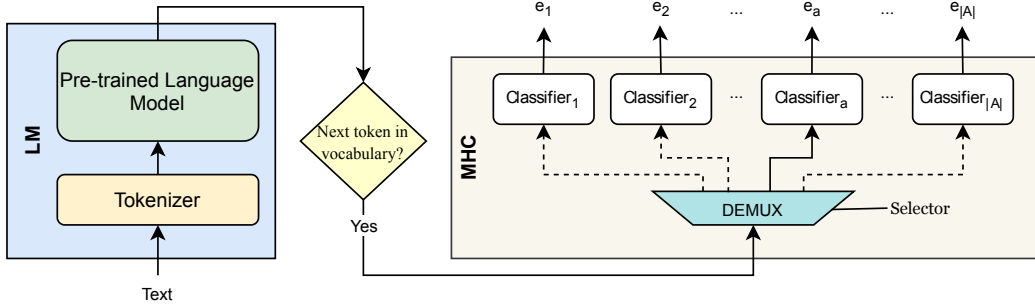 LM
Pre-trained Language
Model
Tokenizer
Text
Next token in
vocabulary?
Yes
MHC
e1 e2 ... ea ... e|A|
Classifier1 Classifier2 ... Classifiera ... Classifier|A|
DEMUX
Selector